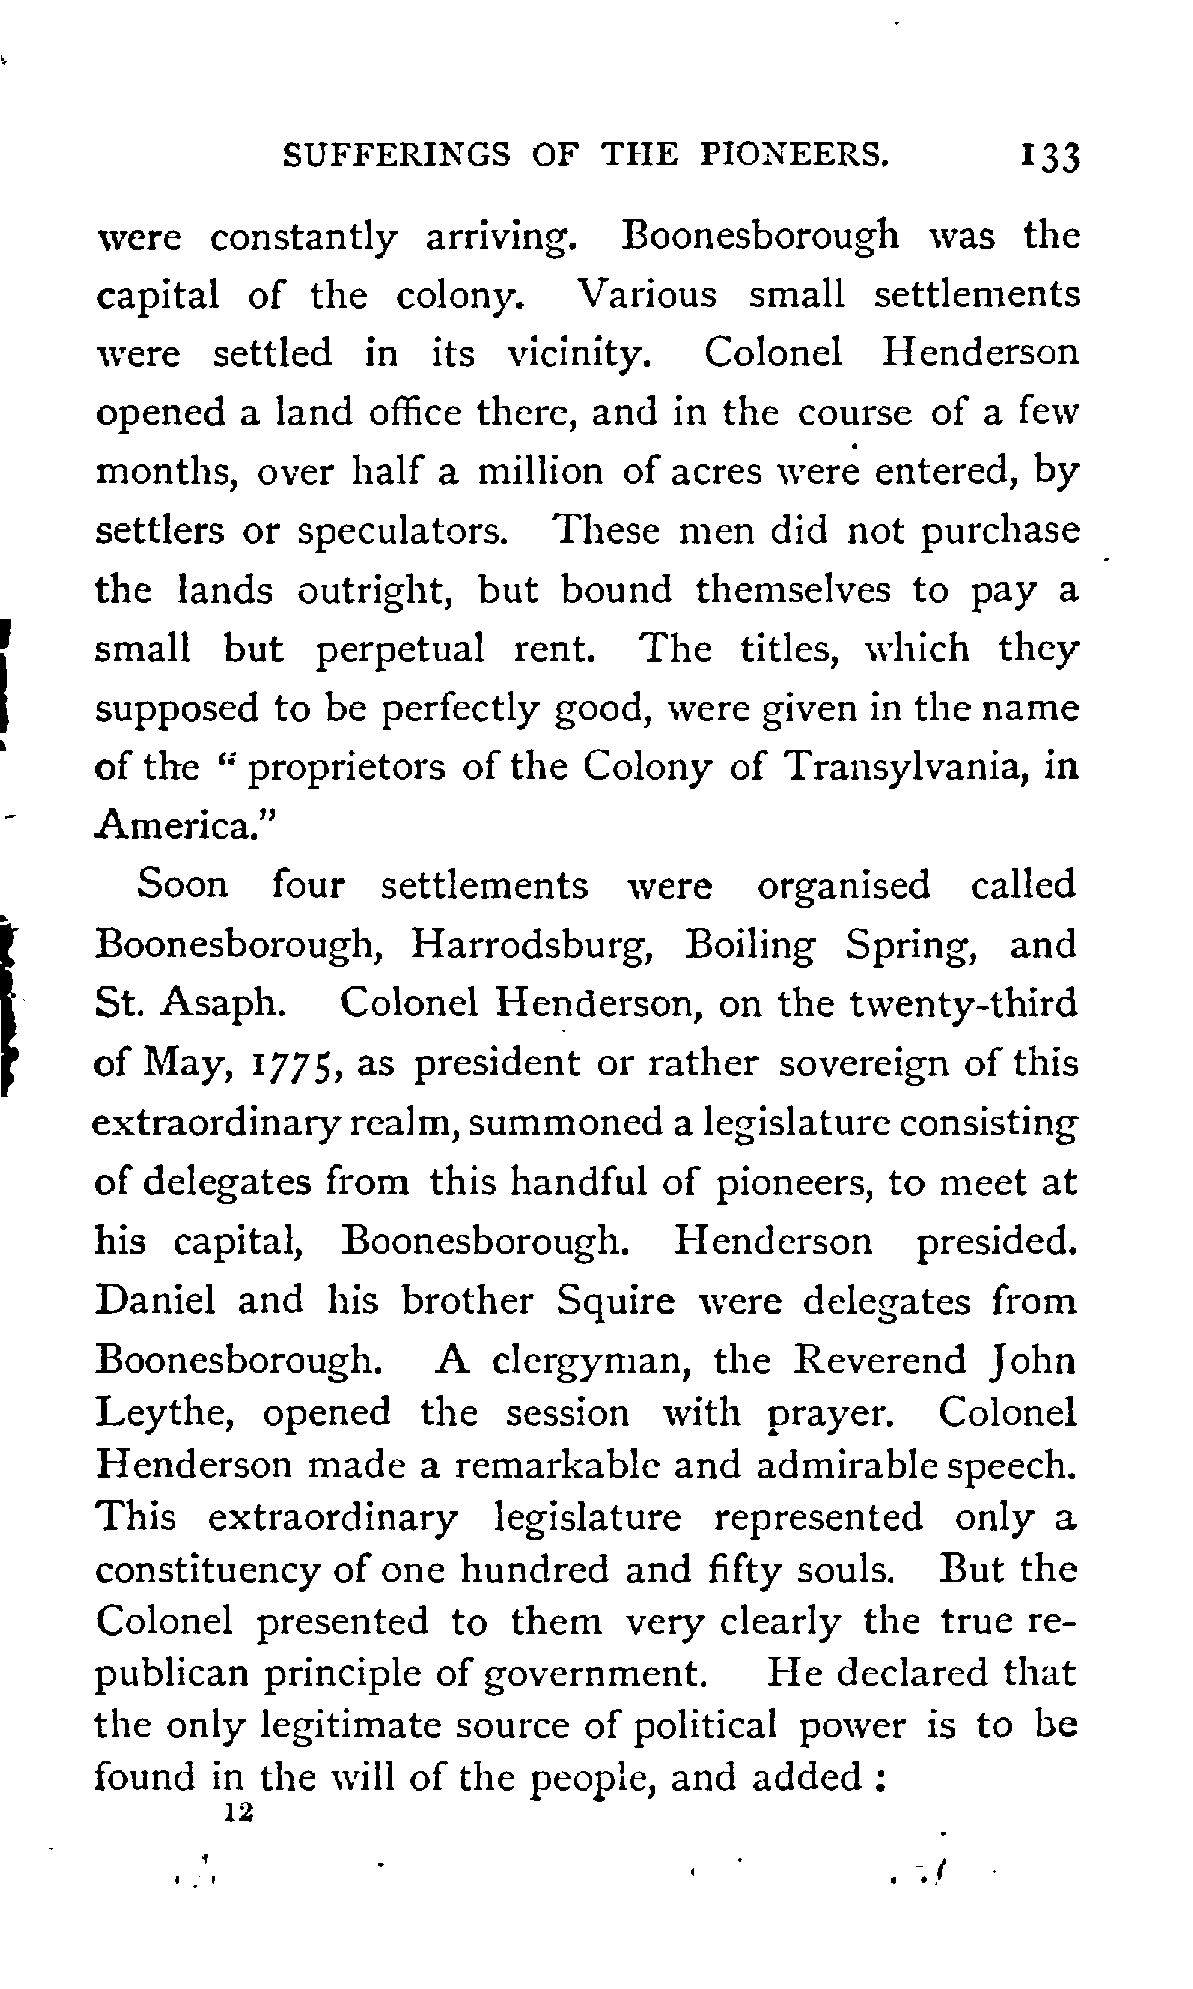 SUFFERINGS OF THE PIONEERS. 133
were constantly arriving. Boonesborough was the
capital of the colony. Various small settlements
were settled in its vicinity. Colonel Henderson
opened a land office there, and in the course of a few
months, over half a million of acres were entered, by
settlers or speculators. These men did not purchase
the lands outright, but bound themselves to pay a
small but perpetual rent. The titles, which they
supposed to be perfectly good, were given in the name
of the “ proprietors of the Colony of Transylvania, in
America.”
Soon four settlements were organised called
Boonesborough, Harrodsburg, Boiling Spring, and
St. Asaph. Colonel Henderson, on the twenty-third
of May, 1775, as president or rather sovereign of this
extraordinary realm, summoned a legislature consisting
of delegates from this handful of pioneers, to meet at
his capital, Boonesborough. Henderson presided.
Daniel and his brother Squire were delegates from
Boonesborough. A clergyman, the Reverend John
Leythe, opened the session with prayer. Colonel
Henderson made a remarkable and admirable speech.
This extraordinary legislature represented only a
constituency of one hundred and fifty souls. But the
Colonel presented to them very clearly the true re-
publican principle of government. He declared that
the only legitimate source of political power is to be
found in the will of the people, and added :
12